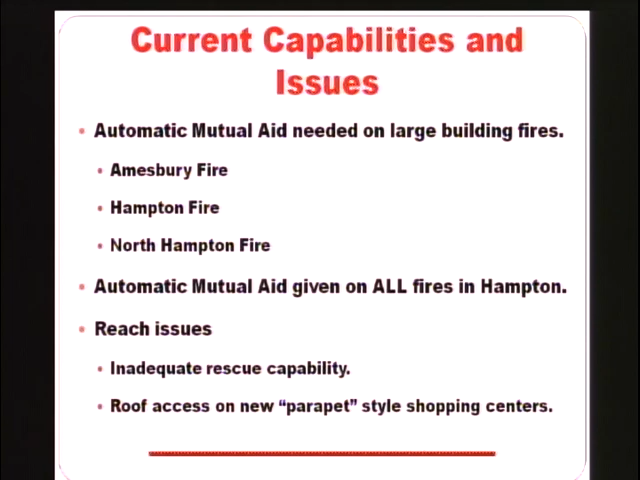 Current Capabilities and
Issues
• Automatic Mutual Aid needed on large building fires.
• Amesbury Fire
• Hampton Fire
• North Hampton Fire
• Automatic Mutual Aid given on ALL fires in Hampton.
• Reach issues
• Inadequate rescue capability.
• Roof access on new “parapet” style shopping centers.